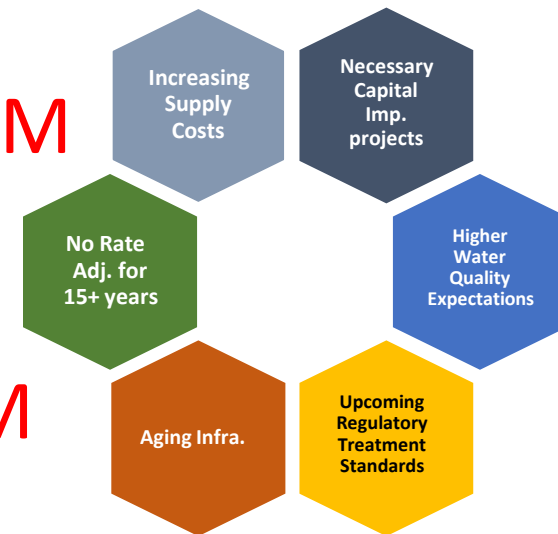 Increasing
Supply
Costs
Necessary
Capital
Imp.
projects
M
No Rate
Adj. for
15+ years
Higher
Water
Quality
Expectations
M
Aging Infra.
Upcoming
Regulatory
Treatment
Standards